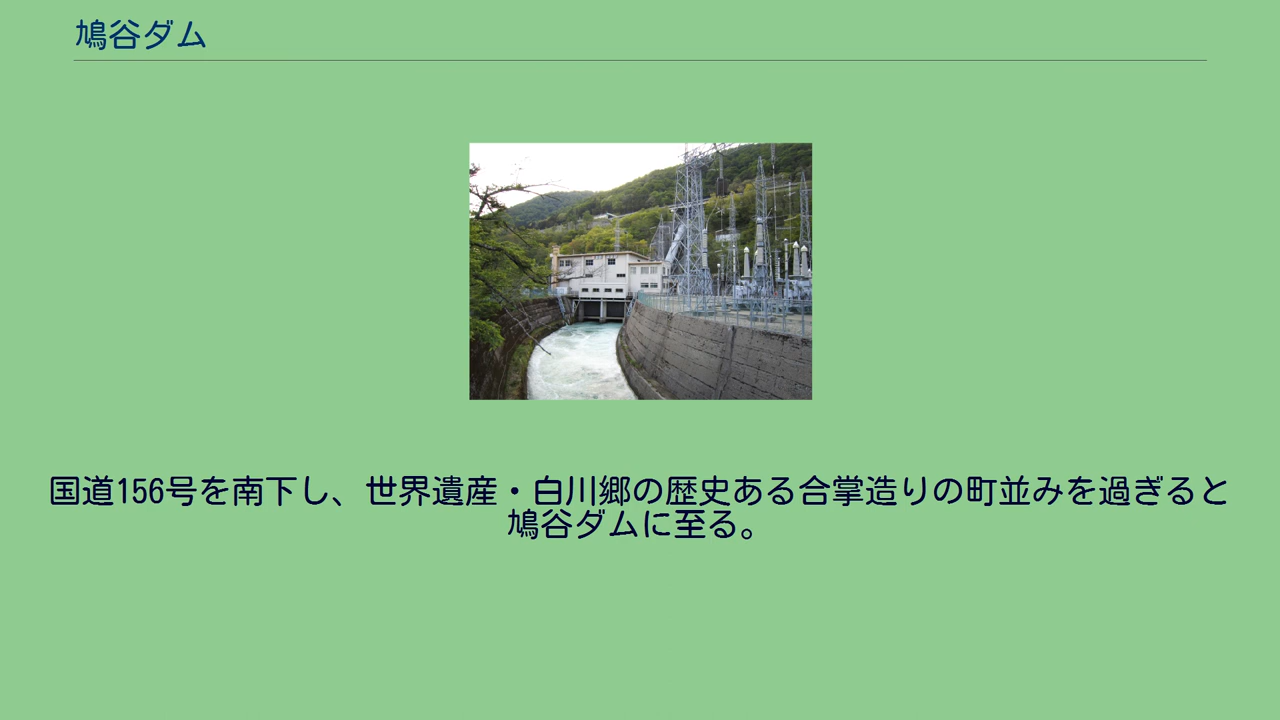 鳩谷ダム
国道156号を南下し、世界遺産・白川郷の歴史ある合掌造りの町並みを過ぎると
鳩谷ダムに至る。